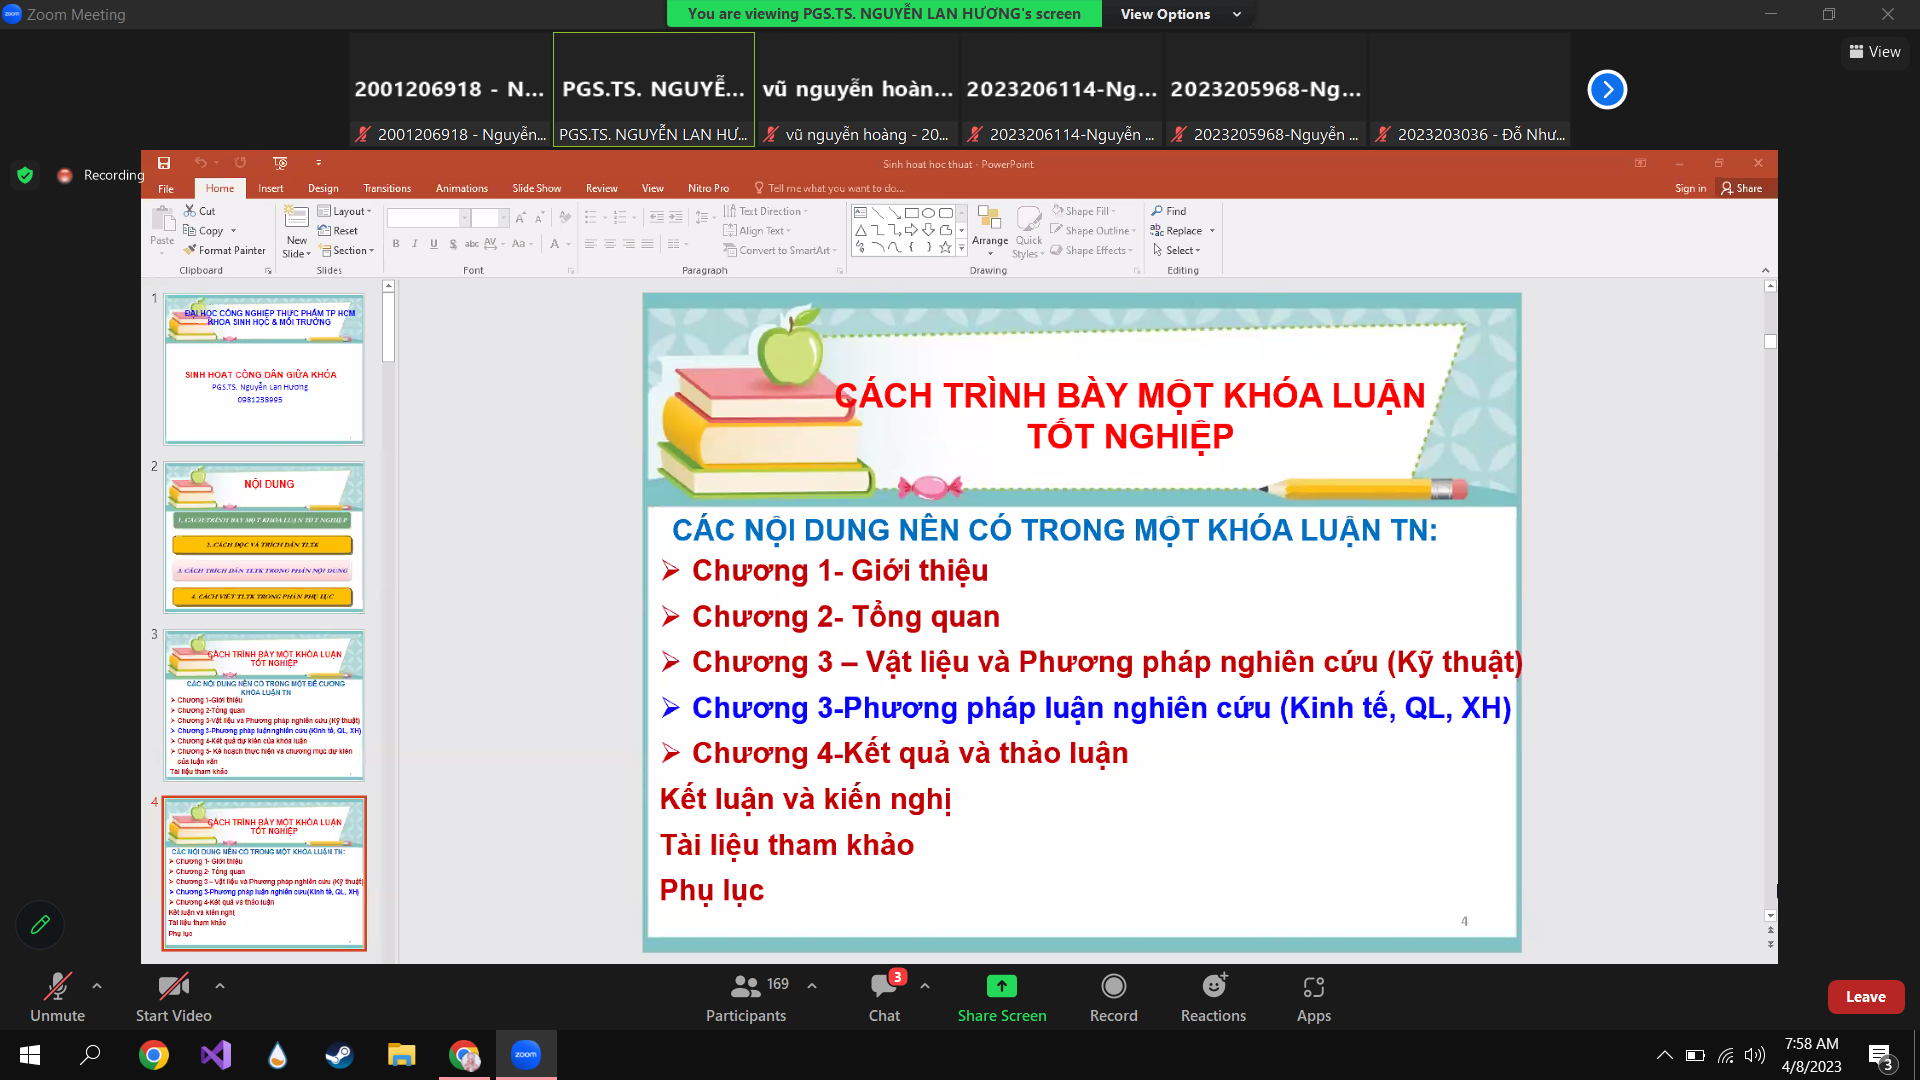 Zoom Meeting
You are viewing PGS.TS. NGUYỄN LAN HƯƠNG's screen
View Options
View
2001206918 - N...
PGS.TS. NGUYỄ...
vũ nguyễn hoàn...
2023206114-Ng...
2023205968-Ng...
2001206918 - Nguyễn...
PGS.TS. NGUYỄN LAN HƯ...
vũ nguyễn hoàng - 20...
2023206114-Nguyễn ...
2023205968-Nguyễn ...
2023203036 - Đỗ Như...
Recording
Sinh hoat hoc thuat - PowerPoint
File
Home
Insert
Design
Transitions
Animations
Slide Show
Review
View
Nitro Pro
Tell me what you want to do...
Sign in
Share
Paste
Cut
Copy
Format Painter
Clipboard
New
Slide
Layout
Reset
Section
Slides
B I U S abc AV Aa A
Font
Text Direction
Align Text
Convert to SmartArt
Paragraph
Arrange
Quick
Styles
Shape Fill
Shape Outline
Shape Effects
Drawing
Find
Replace
Select
Editing
1
ĐẠI HỌC CÔNG NGHIỆP THỰC PHẨM TP HCM
KHOA SINH HỌC & MÔI TRƯỜNG
SINH HOẠT CÔNG DÂN GIỮA KHÓA
PGS.TS. Nguyễn Lan Hương
0981238995
2
NỘI DUNG
1. CÁCH TRÌNH BÀY MỘT KHÓA LUẬN TỐT NGHIỆP
2. CÁCH ĐỌC VÀ TRÍCH DẪN TLTK
3. CÁCH TRÍCH DẪN TLTK TRONG PHẦN NỘI DUNG
4. CÁCH VIẾT TLTK TRONG PHẦN PHỤ LỤC
3
CÁCH TRÌNH BÀY MỘT KHÓA LUẬN
TỐT NGHIỆP
CÁC NỘI DUNG NÊN CÓ TRONG MỘT ĐỀ CƯƠNG
KHÓA LUẬN TN
Chương 1-Giới thiệu
Chương 2-Tổng quan
Chương 3-Vật liệu và Phương pháp nghiên cứu (Kỹ thuật)
Chương 3-Phương pháp luận nghiên cứu (Kinh tế, QL, XH)
Chương 4-Kết quả dự kiến của khóa luận
Chương 5- Kế hoạch thực hiện và chương mục dự kiến
của luận văn
Tài liệu tham khảo
4
CÁCH TRÌNH BÀY MỘT KHÓA LUẬN
TỐT NGHIỆP
CÁC NỘI DUNG NÊN CÓ TRONG MỘT KHÓA LUẬN TN:
Chương 1- Giới thiệu
Chương 2- Tổng quan
Chương 3 – Vật liệu và Phương pháp nghiên cứu (Kỹ thuật)
Chương 3-Phương pháp luận nghiên cứu(Kinh tế, QL, XH)
Chương 4-Kết quả và thảo luận
Kết luận và kiến nghị
Tài liệu tham khảo
Phụ lục
CÁCH TRÌNH BÀY MỘT KHÓA LUẬN
TỐT NGHIỆP
CÁC NỘI DUNG NÊN CÓ TRONG MỘT KHÓA LUẬN TN:
Chương 1- Giới thiệu
Chương 2- Tổng quan
Chương 3 – Vật liệu và Phương pháp nghiên cứu (Kỹ thuật)
Chương 3-Phương pháp luận nghiên cứu (Kinh tế, QL, XH)
Chương 4-Kết quả và thảo luận
Kết luận và kiến nghị
Tài liệu tham khảo
Phụ lục
4
Unmute
Start Video
169
Participants
3
Chat
Share Screen
Record
Reactions
Apps
Leave
zoom
7:58 AM
4/8/2023
3